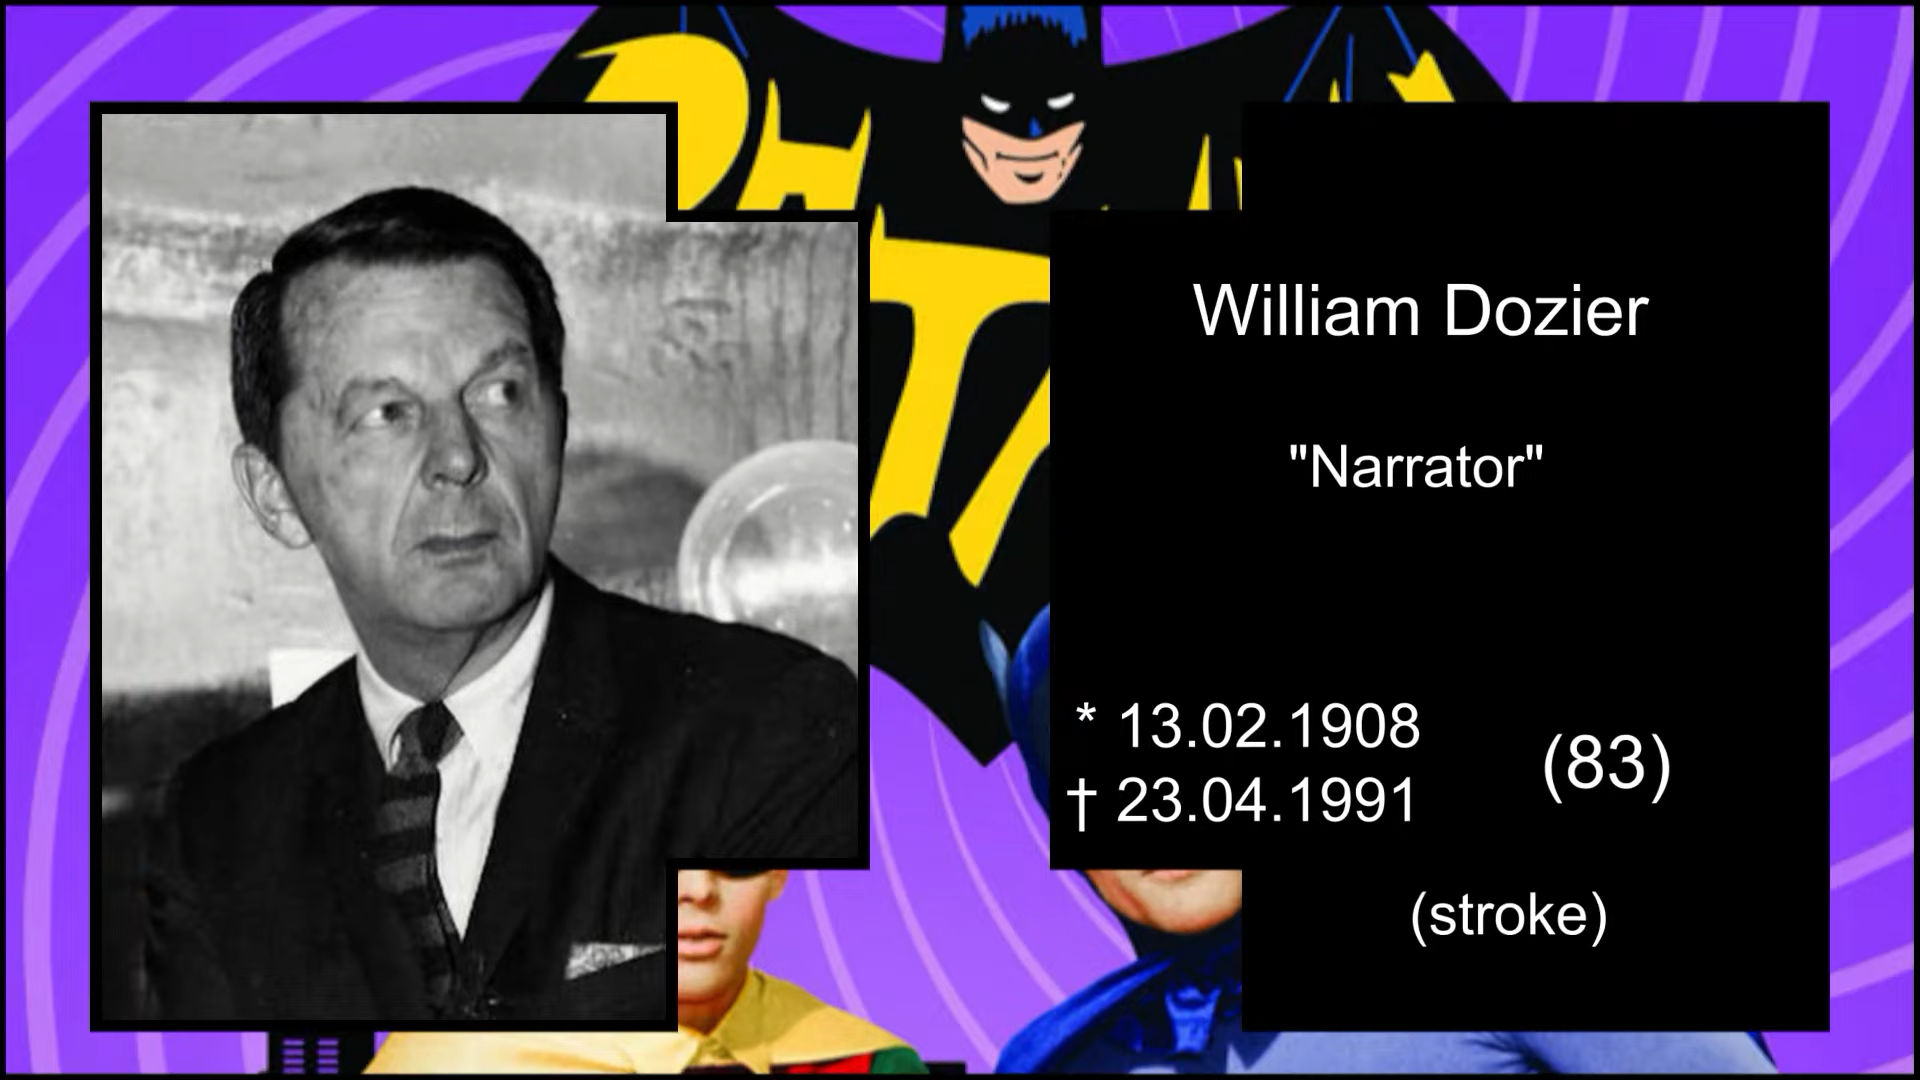 William Dozier
"Narrator"
* 13.02.1908
† 23.04.1991
(83)
(stroke)